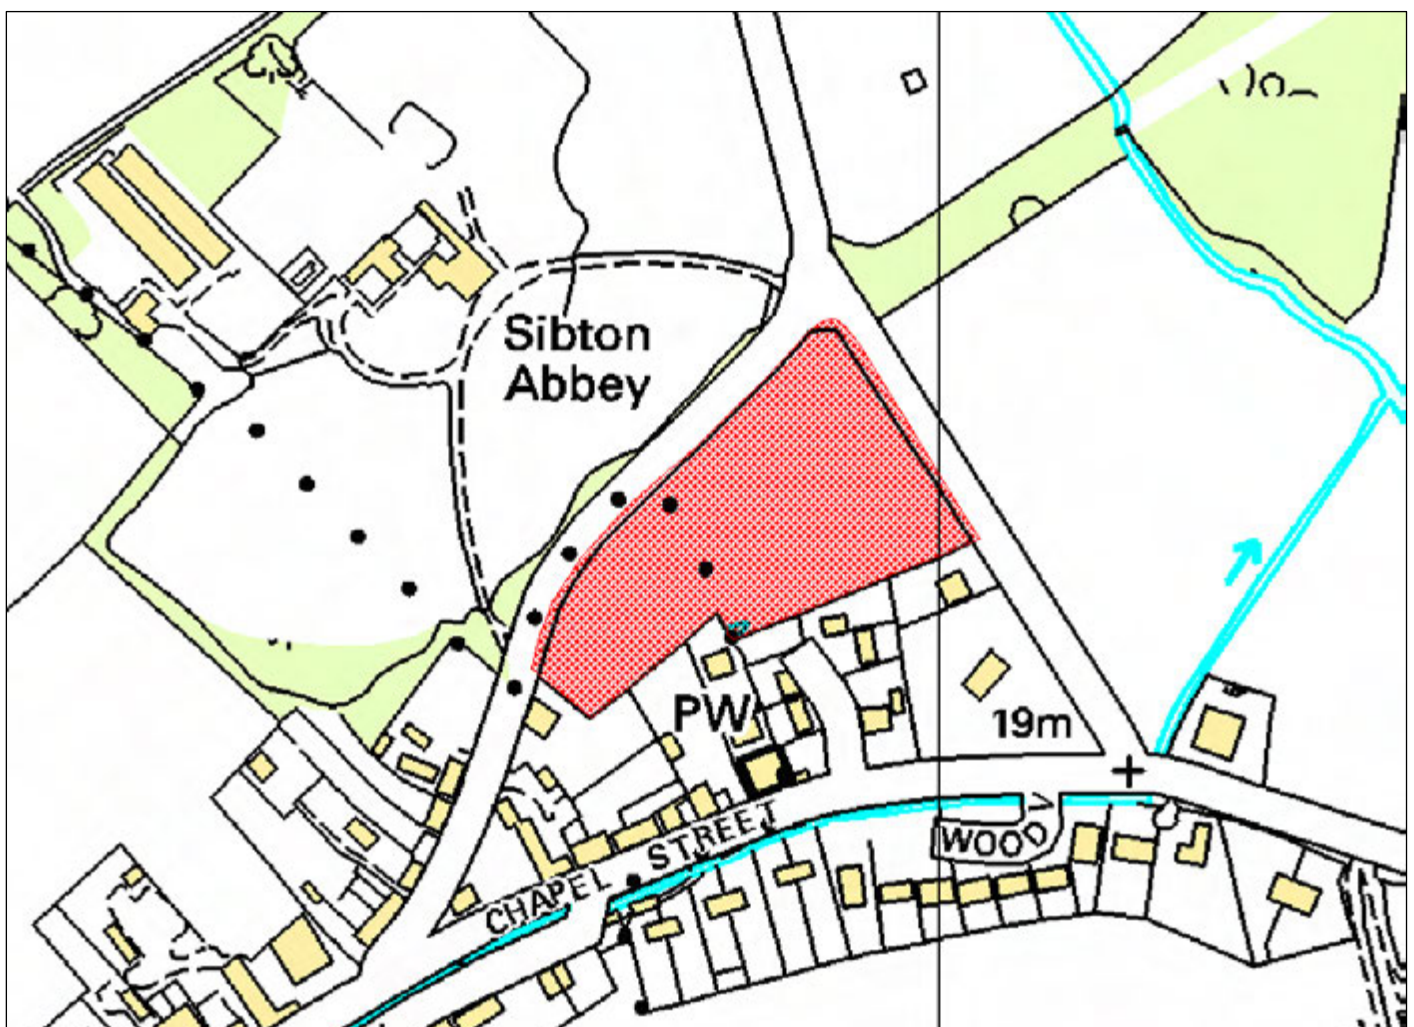 Sibton
Abbey
PW
19m
CHAPEL STREET
WOOD